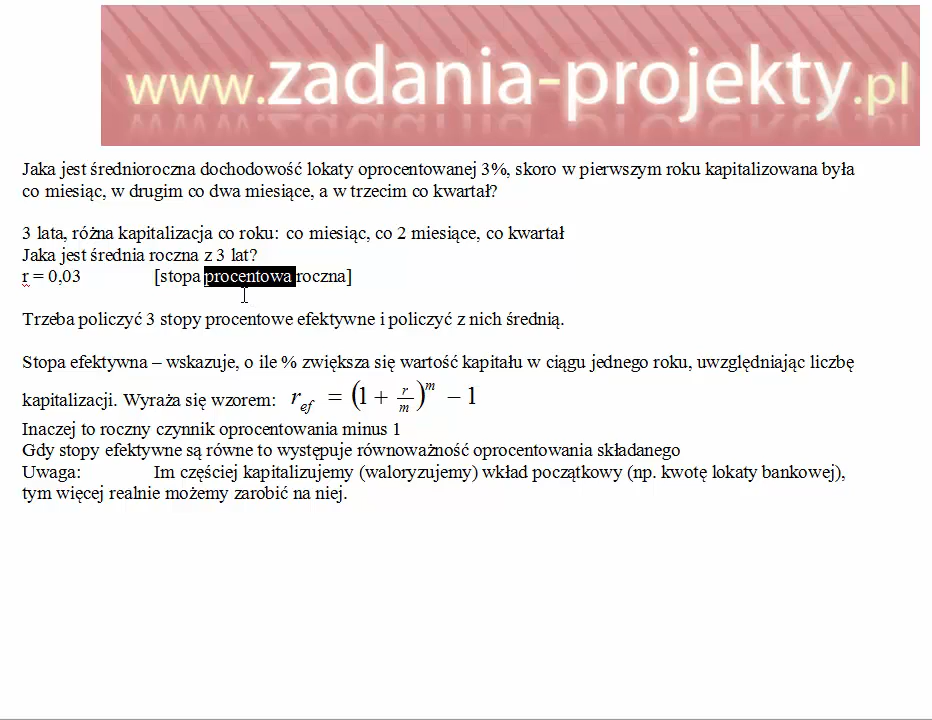 www.zadania-projekty.pl
Jaka jest średnioroczna dochodowość lokaty oprocentowanej 3%, skoro w pierwszym roku kapitalizowana była
co miesiąc, w drugim co dwa miesiące, a w trzecim co kwartał?
3 lata, różna kapitalizacja co roku: co miesiąc, co 2 miesiące, co kwartał
Jaka jest średnia roczna z 3 lat?
r = 0,03 [stopa procentowa roczna]
Trzeba policzyć 3 stopy procentowe efektywne i policzyć z nich średnią.
Stopa efektywna – wskazuje, o ile % zwiększa się wartość kapitału w ciągu jednego roku, uwzględniając liczbę
kapitalizacji. Wyraża się wzorem: r_ef = (1 + r/m)^m − 1
Inaczej to roczny czynnik oprocentowania minus 1
Gdy stopy efektywne są równe to występuje równoważność oprocentowania składanego
Uwaga: Im częściej kapitalizujemy (waloryzujemy) wkład początkowy (np. kwotę lokaty bankowej),
tym więcej realnie możemy zarobić na niej.